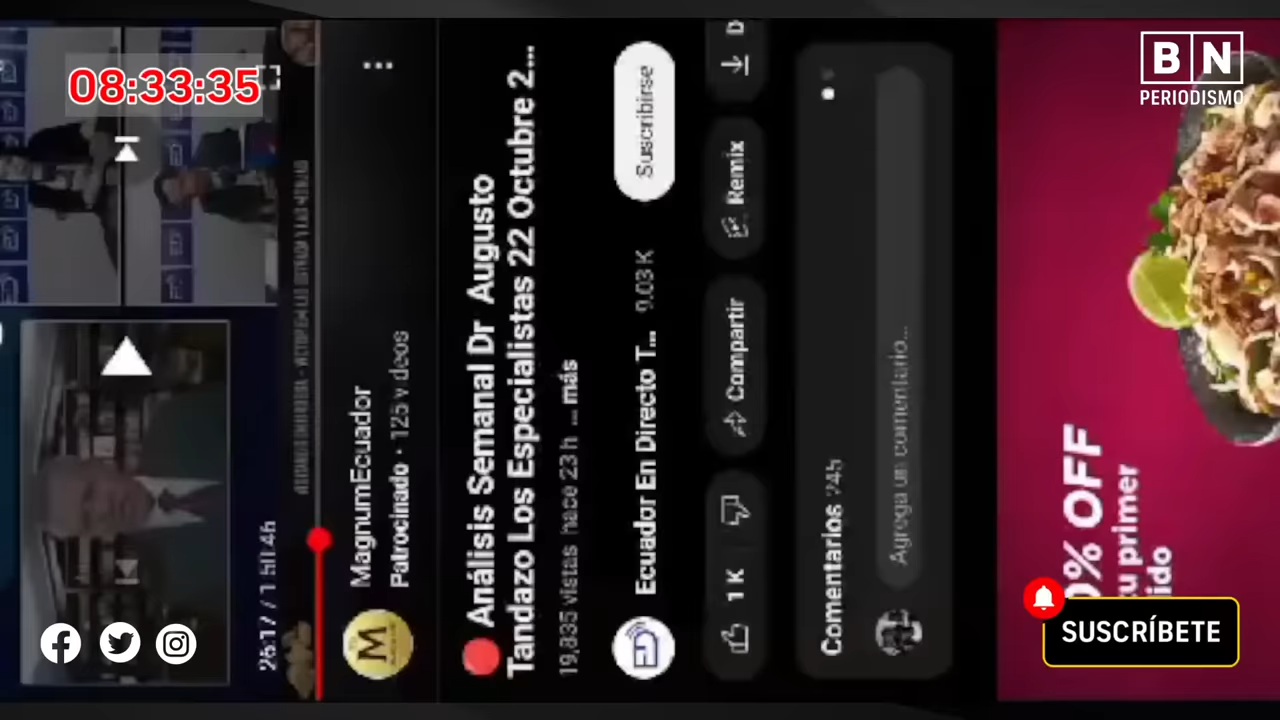 08:33:35
B N
PERIODISMO
26:17 / 1:50:46
MagnumEcuador
Patrocinado · 125 videos
Análisis Semanal Dr Augusto
Tandazo Los Especialistas 22 Octubre 2...
19,835 vistas hace 23 h ...más
Ecuador En Directo T... 9.03 K
Suscribirse
1 K
Compartir
Remix
D
Comentarios 245
Agrega un comentario...
0% OFF
tu primer
ido
SUSCRÍBETE